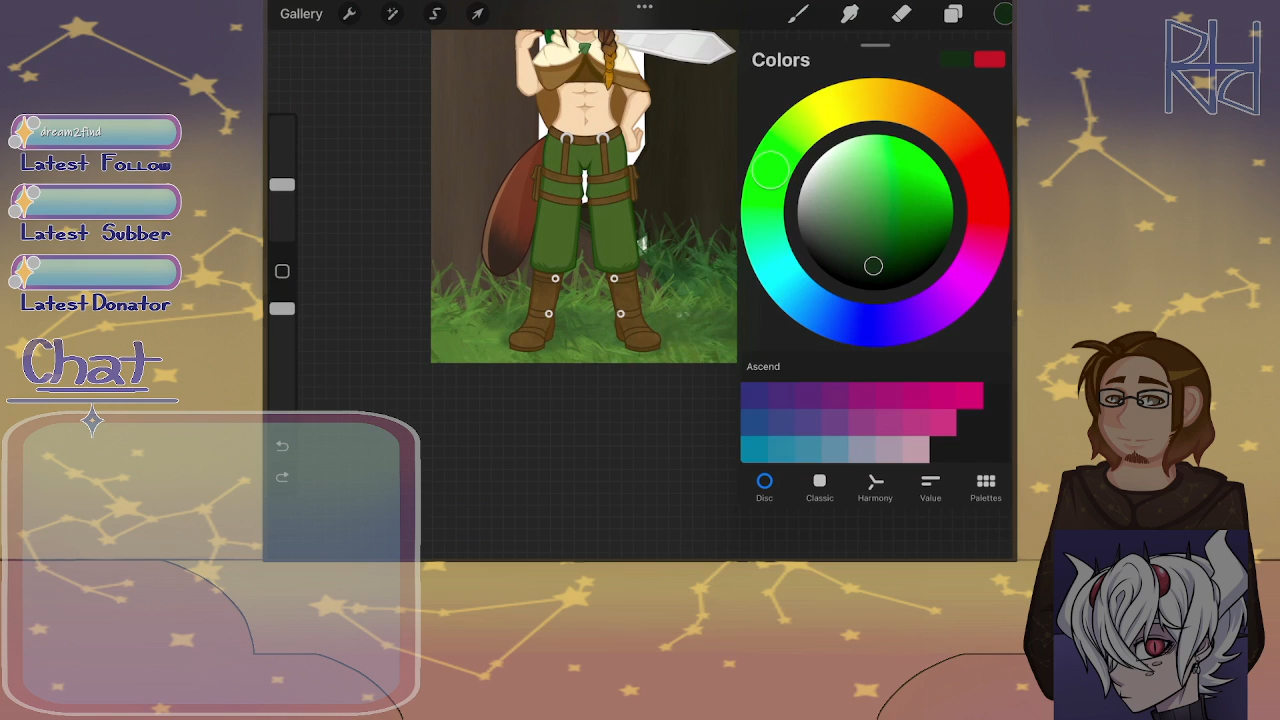 Gallery
Colors
dream2find
Latest Follow
Latest Subber
Latest Donator
Chat
Ascend
Disc
Classic
Harmony
Value
Palettes